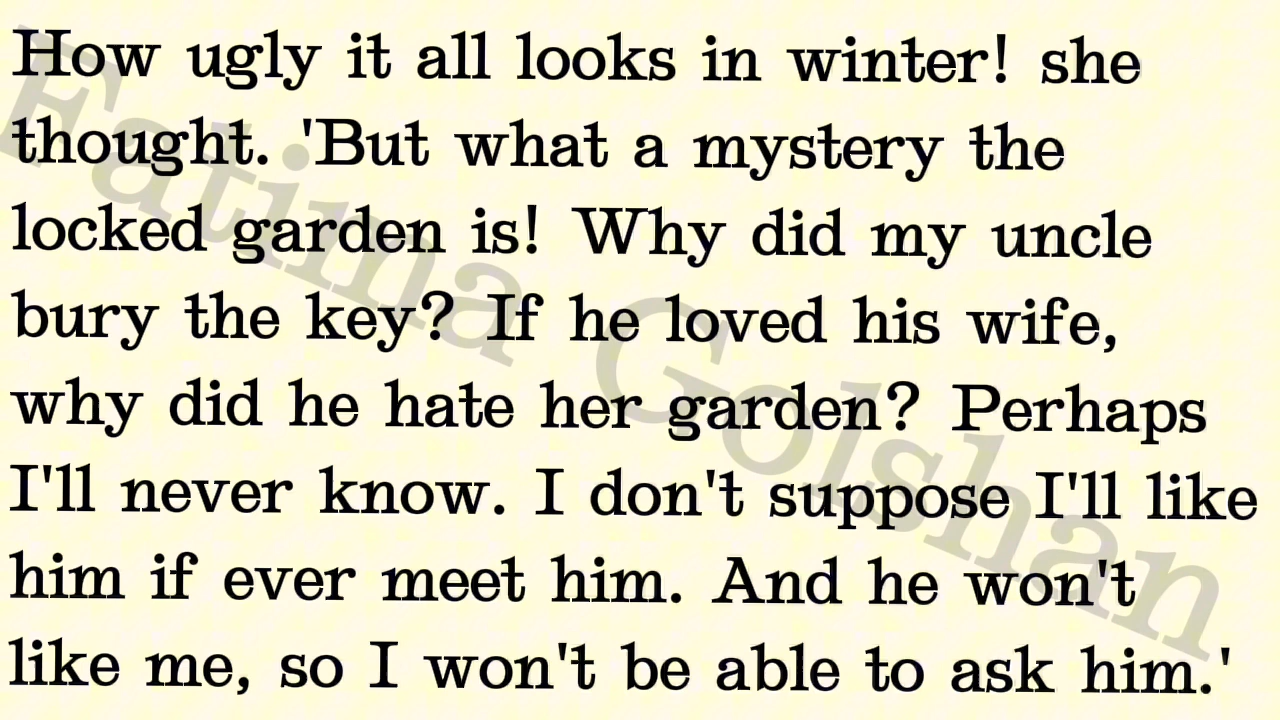 How ugly it all looks in winter! she
thought. 'But what a mystery the
locked garden is! Why did my uncle
bury the key? If he loved his wife,
why did he hate her garden? Perhaps
I'll never know. I don't suppose I'll like
him if ever meet him. And he won't
like me, so I won't be able to ask him.'
Fatima Golshan